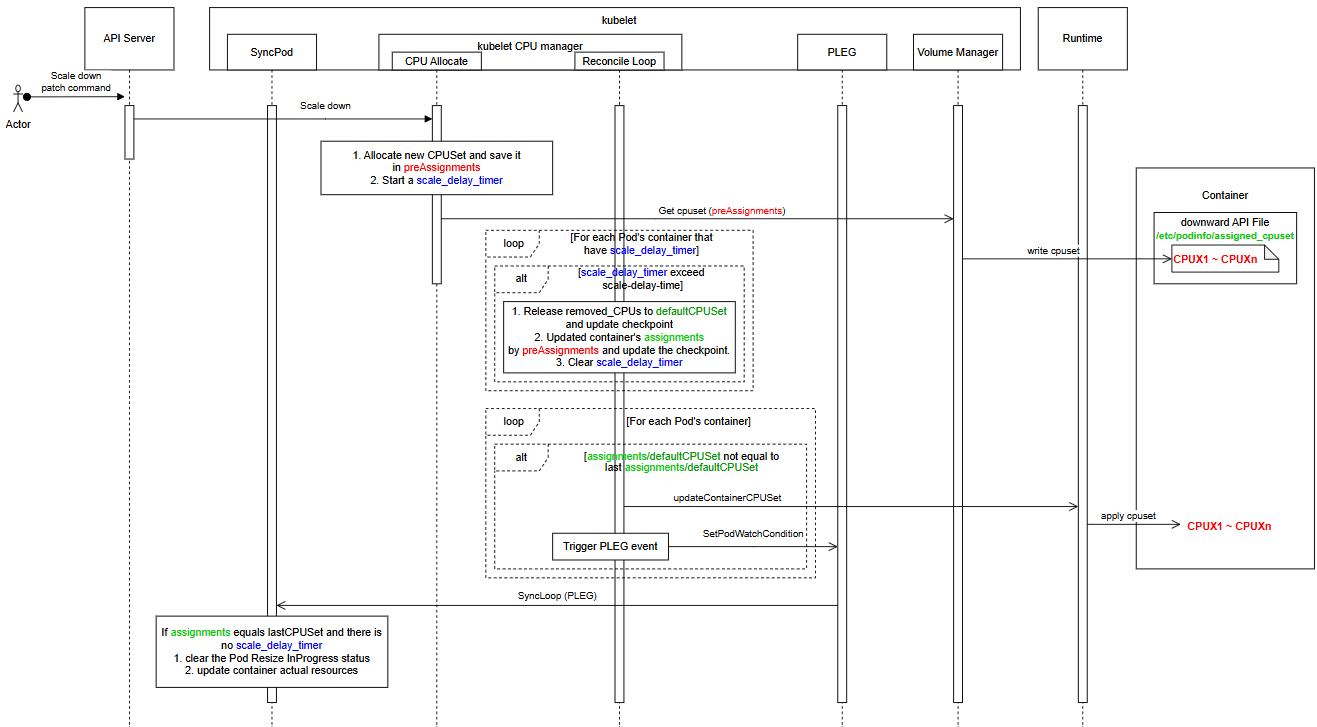 kubelet
API Server
SyncPod
kubelet CPU manager
CPU Allocate
Reconcile Loop
PLEG
Volume Manager
Runtime
Scale down
patch command
Actor
Scale down
1. Allocate new CPUSet and save it
in preAssignments
2. Start a scale_delay_timer
Get cpuset (preAssignments)
Container
downward API File
/etc/podinfo/assigned_cpuset
write cpuset
CPUX1 ~ CPUXn
loop
[For each Pod's container that
have scale_delay_timer]
alt
[scale_delay_timer exceed
scale-delay-time]
1. Release removed_CPUs to defaultCPUSet
and update checkpoint
2. Updated container's assignments
by preAssignments and update the checkpoint.
3. Clear scale_delay_timer
loop
[For each Pod's container]
alt
[assignments/defaultCPUSet not equal to
last assignments/defaultCPUSet
updateContainerCPUSet
apply cpuset
CPUX1 ~ CPUXn
Trigger PLEG event
SetPodWatchCondition
SyncLoop (PLEG)
If assignments equals lastCPUSet and there is
no scale_delay_timer
1. clear the Pod Resize InProgress status
2. update container actual resources